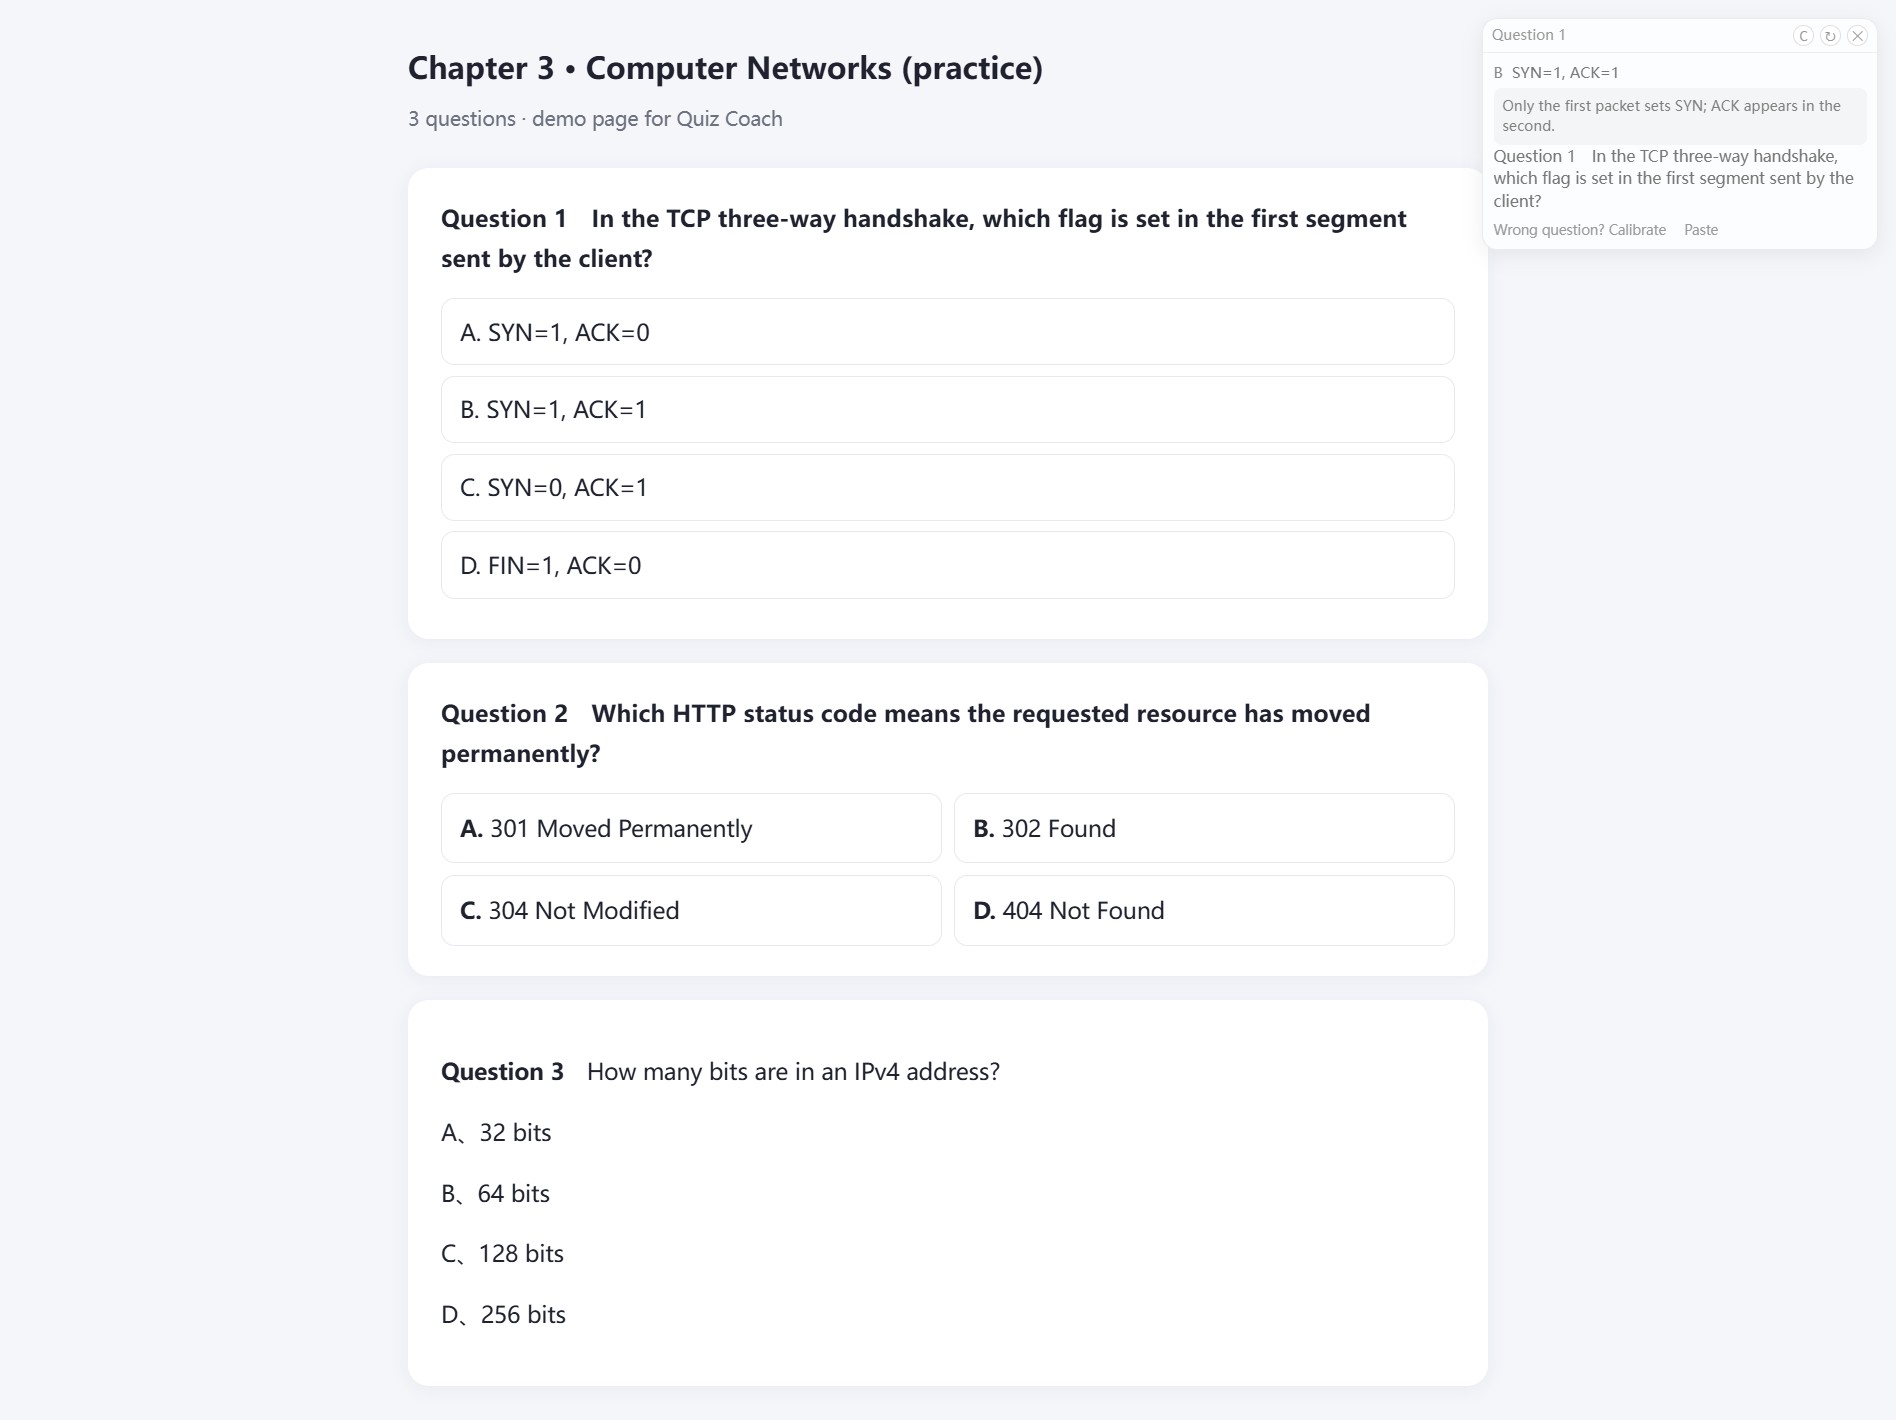 Chapter 3 • Computer Networks (practice)
3 questions · demo page for Quiz Coach
Question 1 In the TCP three-way handshake, which flag is set in the first segment
sent by the client?
A. SYN=1, ACK=0
B. SYN=1, ACK=1
C. SYN=0, ACK=1
D. FIN=1, ACK=0
Question 2 Which HTTP status code means the requested resource has moved
permanently?
A. 301 Moved Permanently
B. 302 Found
C. 304 Not Modified
D. 404 Not Found
Question 3 How many bits are in an IPv4 address?
A、32 bits
B、64 bits
C、128 bits
D、256 bits
Question 1
C ↻ ×
B SYN=1, ACK=1
Only the first packet sets SYN; ACK appears in the
second.
Question 1 In the TCP three-way handshake,
which flag is set in the first segment sent by the
client?
Wrong question? Calibrate Paste